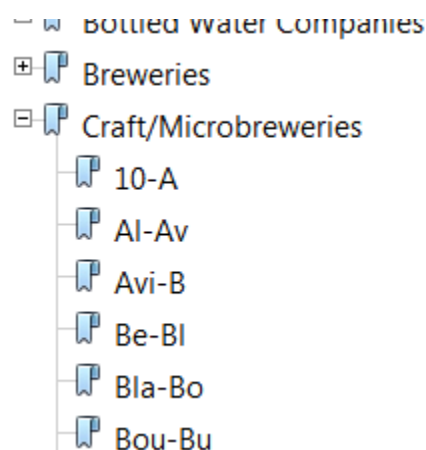 Bottled Water Companies
Breweries
Craft/Microbreweries
10-A
Al-Av
Avi-B
Be-Bl
Bla-Bo
Bou-Bu